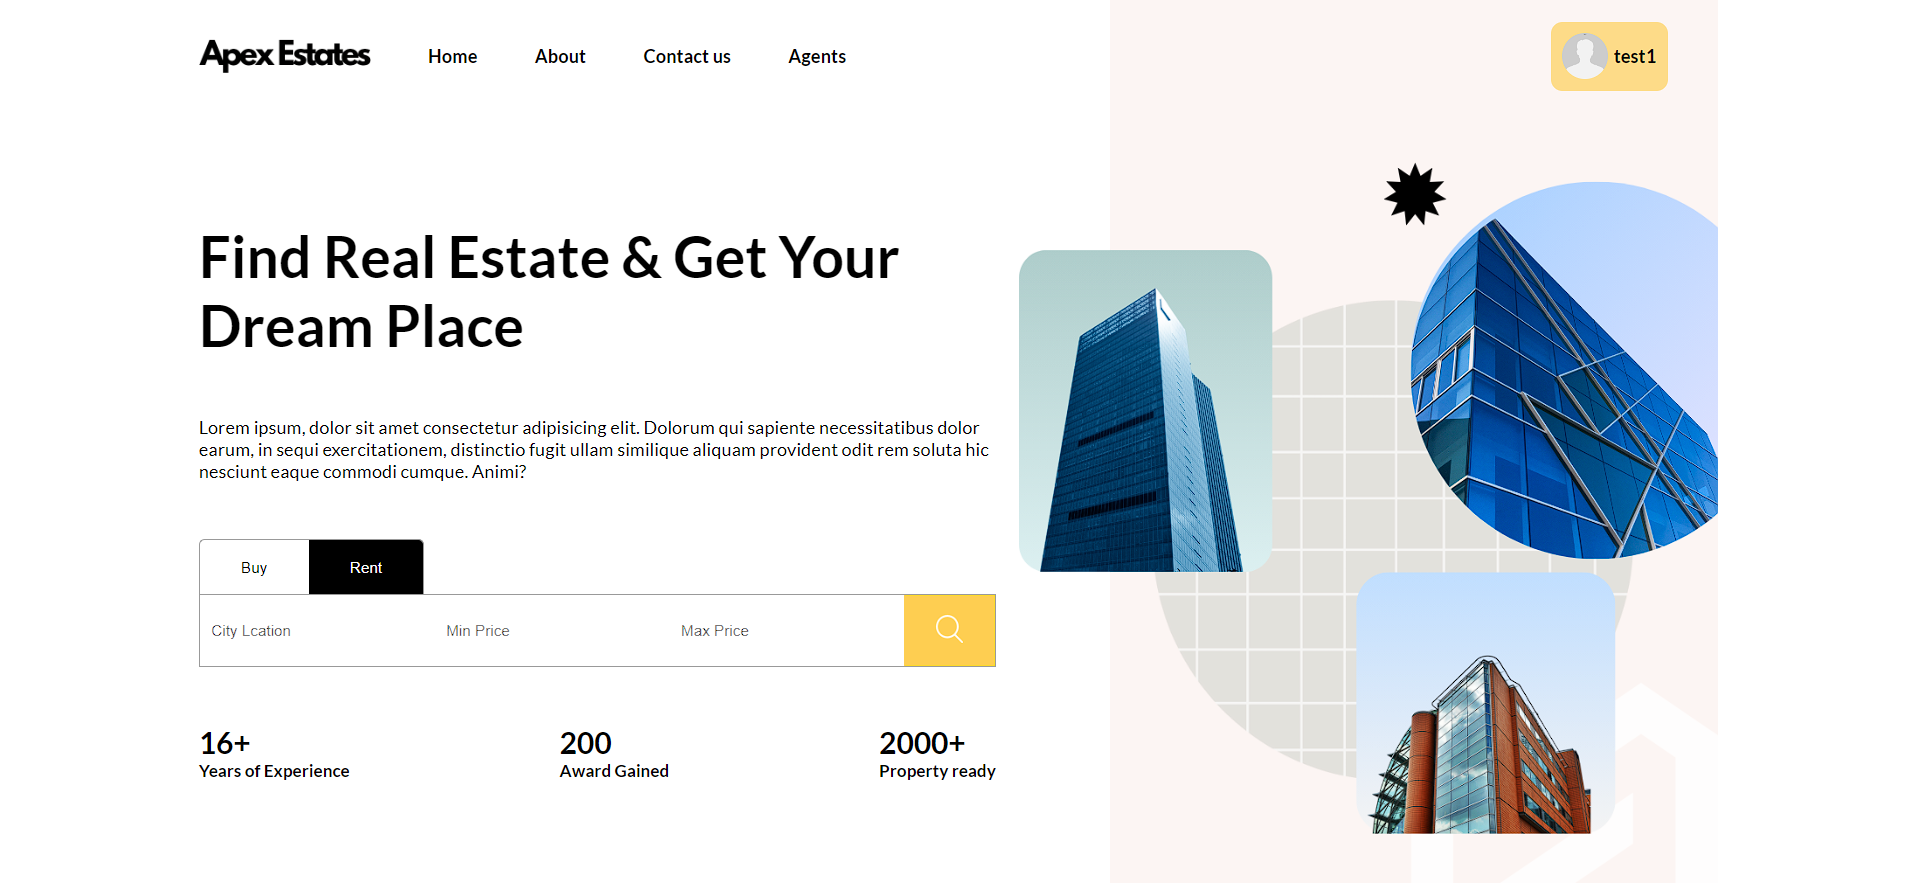 Apex Estates
Home
About
Contact us
Agents
test1
Find Real Estate & Get Your
Dream Place
Lorem ipsum, dolor sit amet consectetur adipisicing elit. Dolorum qui sapiente necessitatibus dolor
earum, in sequi exercitationem, distinctio fugit ullam similique aliquam provident odit rem soluta hic
nesciunt eaque commodi cumque. Animi?
Buy
Rent
City Lcation
Min Price
Max Price
16+
Years of Experience
200
Award Gained
2000+
Property ready